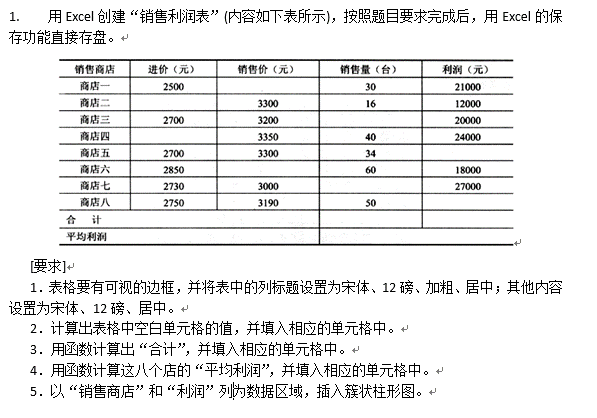 1. 用 Excel 创建“销售利润表”(内容如下表所示)，按照题目要求完成后，用 Excel 的保
存功能直接存盘。
销售商店 进价（元） 销售价（元） 销售量（台） 利润（元）
商店一 2500 30 21000
商店二 3300 16 12000
商店三 2700 3200 20000
商店四 3350 40 24000
商店五 2700 3300 34
商店六 2850 60 18000
商店七 2730 3000 27000
商店八 2750 3190 50
合 计
平均利润
[要求]
1．表格要有可视的边框，并将表中的列标题设置为宋体、12 磅、加粗、居中；其他内容
设置为宋体、12 磅、居中。
2．计算出表格中空白单元格的值，并填入相应的单元格中。
3．用函数计算出“合计”，并填入相应的单元格中。
4．用函数计算这八个店的“平均利润”，并填入相应的单元格中。
5．以“销售商店”和“利润”列为数据区域，插入簇状柱形图。